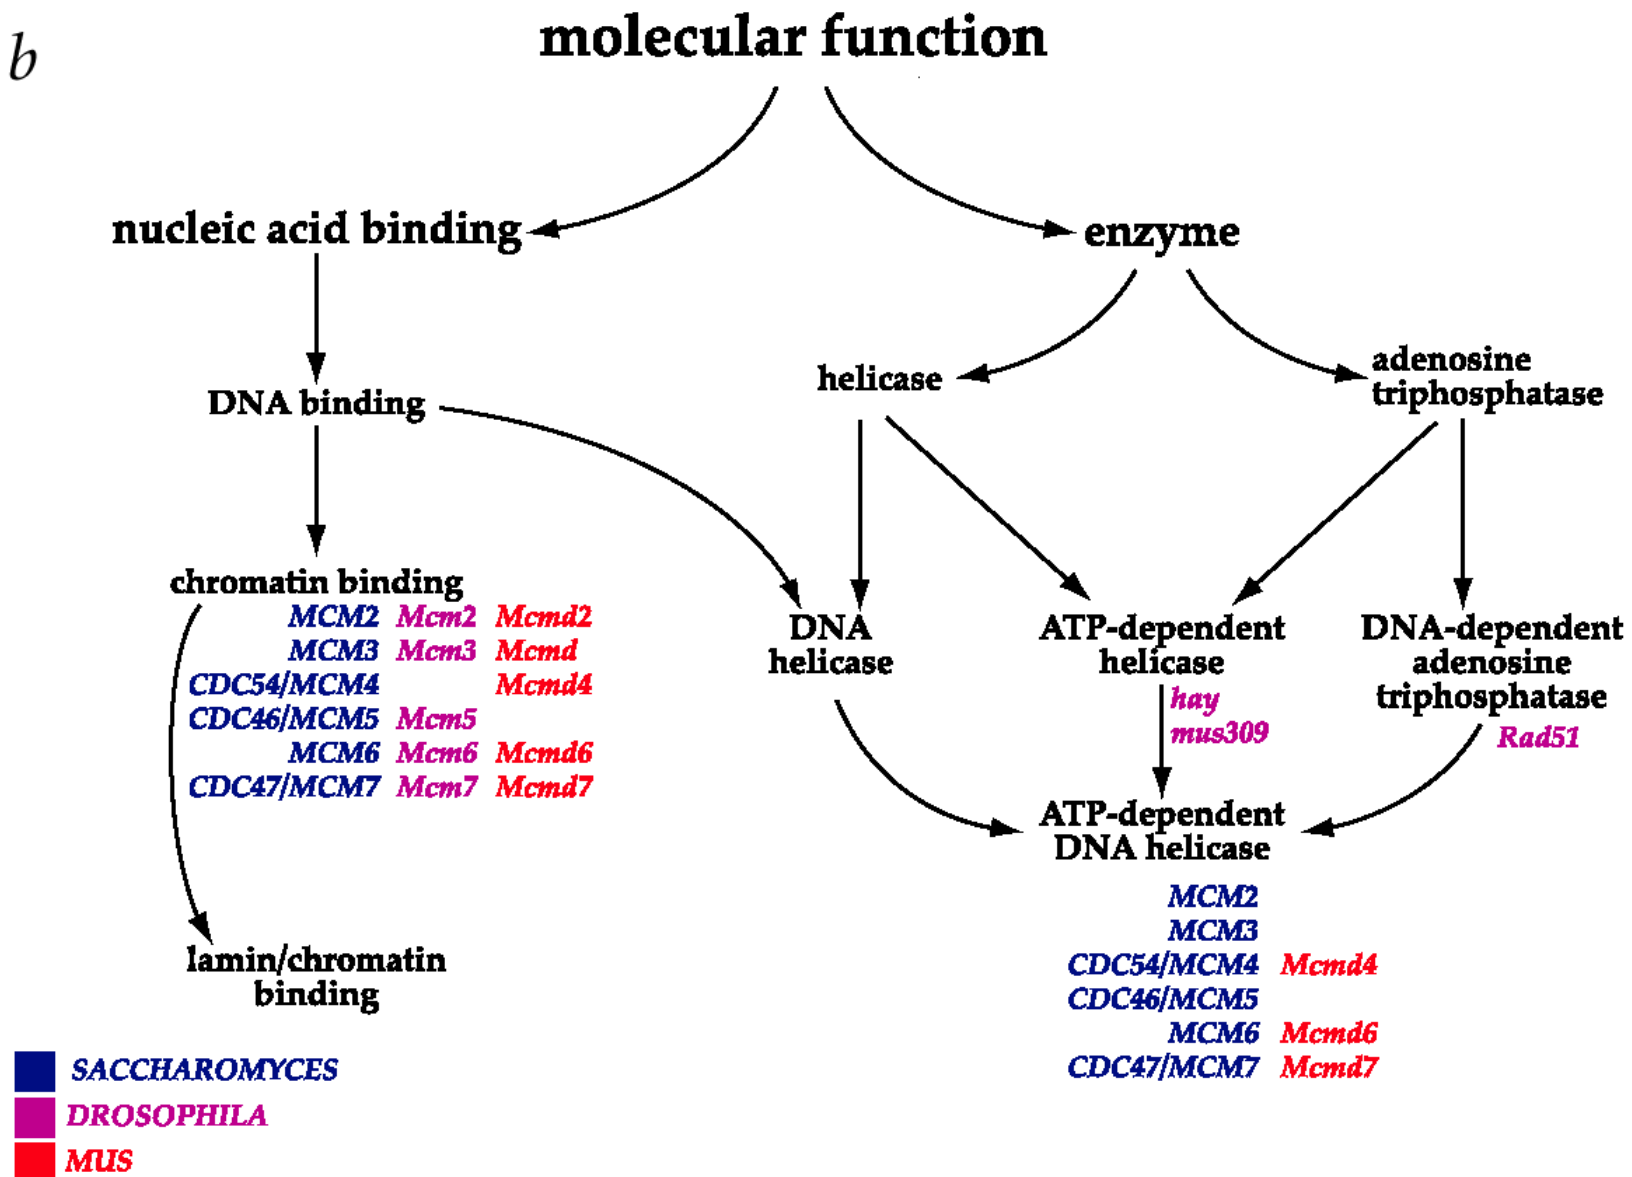 b
molecular function
nucleic acid binding
enzyme
helicase
adenosine
triphosphatase
DNA binding
chromatin binding
MCM2 Mcm2 Mcmd2
MCM3 Mcm3 Mcmd
CDC54/MCM4 Mcmd4
CDC46/MCM5 Mcm5
MCM6 Mcm6 Mcmd6
CDC47/MCM7 Mcm7 Mcmd7
DNA
helicase
ATP-dependent
helicase
hay
mus309
DNA-dependent
adenosine
triphosphatase
Rad51
ATP-dependent
DNA helicase
MCM2
MCM3
CDC54/MCM4 Mcmd4
CDC46/MCM5
MCM6 Mcmd6
CDC47/MCM7 Mcmd7
lamin/chromatin
binding
SACCHAROMYCES
DROSOPHILA
MUS